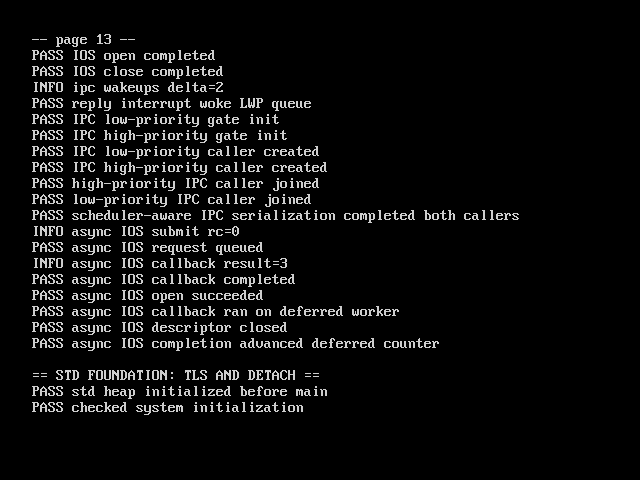 -- page 13 --
PASS IOS open completed
PASS IOS close completed
INFO ipc wakeups delta=2
PASS reply interrupt woke LWP queue
PASS IPC low-priority gate init
PASS IPC high-priority gate init
PASS IPC low-priority caller created
PASS IPC high-priority caller created
PASS high-priority IPC caller joined
PASS low-priority IPC caller joined
PASS scheduler-aware IPC serialization completed both callers
INFO async IOS submit rc=0
PASS async IOS request queued
INFO async IOS callback result=3
PASS async IOS callback completed
PASS async IOS open succeeded
PASS async IOS callback ran on deferred worker
PASS async IOS descriptor closed
PASS async IOS completion advanced deferred counter
== STD FOUNDATION: TLS AND DETACH ==
PASS std heap initialized before main
PASS checked system initialization